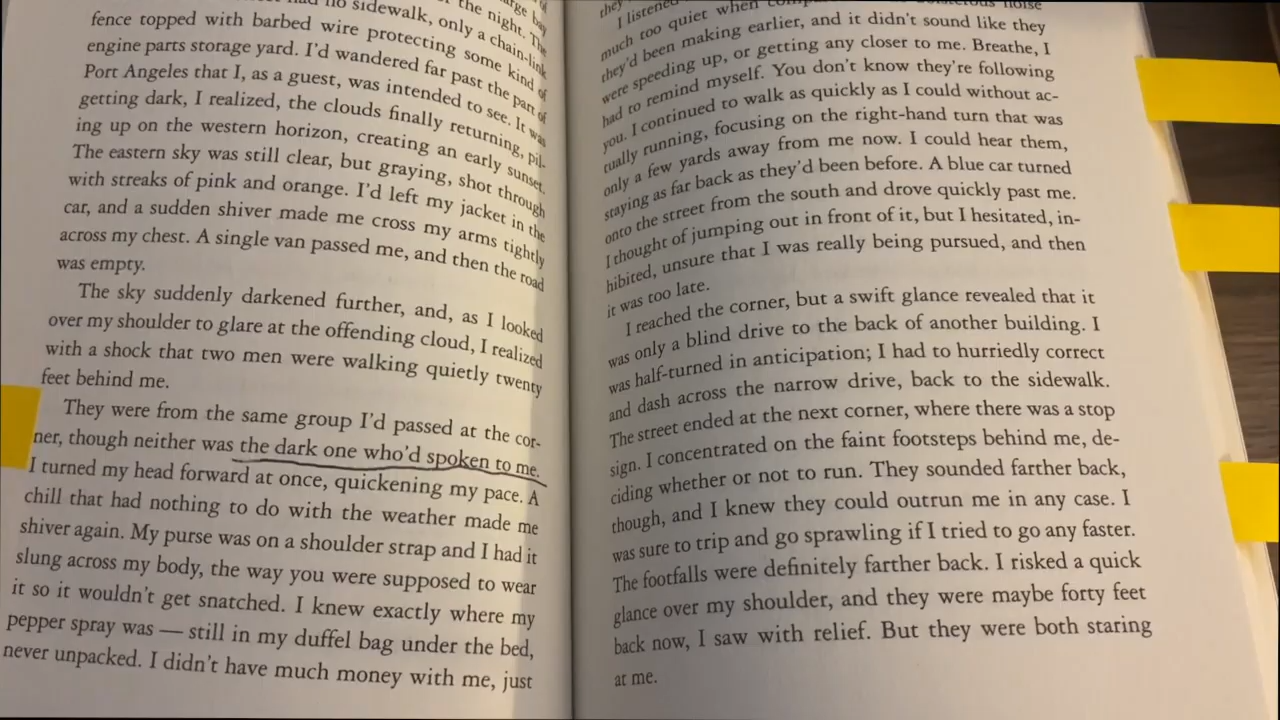 the night. The
no sidewalk, only a chain-link
fence topped with barbed wire protecting some kind of
engine parts storage yard. I'd wandered far past the part of
Port Angeles that I, as a guest, was intended to see. It was
getting dark, I realized, the clouds finally returning, pil-
ing up on the western horizon, creating an early sunset.
The eastern sky was still clear, but graying, shot through
with streaks of pink and orange. I'd left my jacket in the
car, and a sudden shiver made me cross my arms tightly
across my chest. A single van passed me, and then the road
was empty.
The sky suddenly darkened further, and, as I looked
over my shoulder to glare at the offending cloud, I realized
with a shock that two men were walking quietly twenty
feet behind me.
They were from the same group I'd passed at the cor-
ner, though neither was the dark one who'd spoken to me.
I turned my head forward at once, quickening my pace. A
chill that had nothing to do with the weather made me
shiver again. My purse was on a shoulder strap and I had it
slung across my body, the way you were supposed to wear
it so it wouldn't get snatched. I knew exactly where my
pepper spray was — still in my duffel bag under the bed,
never unpacked. I didn't have much money with me, just
they
I listened
much too quiet when noise
they'd been making earlier, and it didn't sound like they
were speeding up, or getting any closer to me. Breathe, I
had to remind myself. You don't know they're following
you. I continued to walk as quickly as I could without ac-
tually running, focusing on the right-hand turn that was
only a few yards away from me now. I could hear them,
staying as far back as they'd been before. A blue car turned
onto the street from the south and drove quickly past me.
I thought of jumping out in front of it, but I hesitated, in-
hibited, unsure that I was really being pursued, and then
it was too late.
I reached the corner, but a swift glance revealed that it
was only a blind drive to the back of another building. I
was half-turned in anticipation; I had to hurriedly correct
and dash across the narrow drive, back to the sidewalk.
The street ended at the next corner, where there was a stop
sign. I concentrated on the faint footsteps behind me, de-
ciding whether or not to run. They sounded farther back,
though, and I knew they could outrun me in any case. I
was sure to trip and go sprawling if I tried to go any faster.
The footfalls were definitely farther back. I risked a quick
glance over my shoulder, and they were maybe forty feet
back now, I saw with relief. But they were both staring
at me.